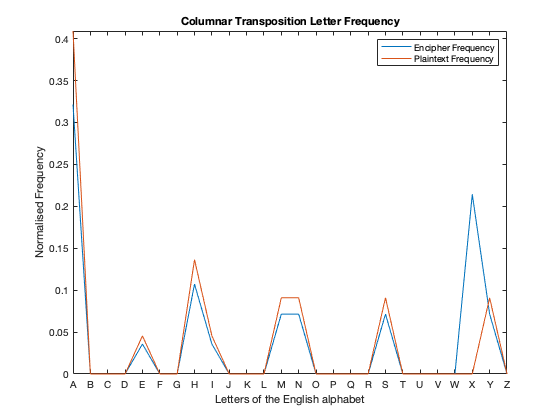 Columnar Transposition Letter Frequency
Encipher Frequency
Plaintext Frequency
Normalised Frequency
0.4
0.35
0.3
0.25
0.2
0.15
0.1
0.05
0
A B C D E F G H I J K L M N O P Q R S T U V W X Y Z
Letters of the English alphabet